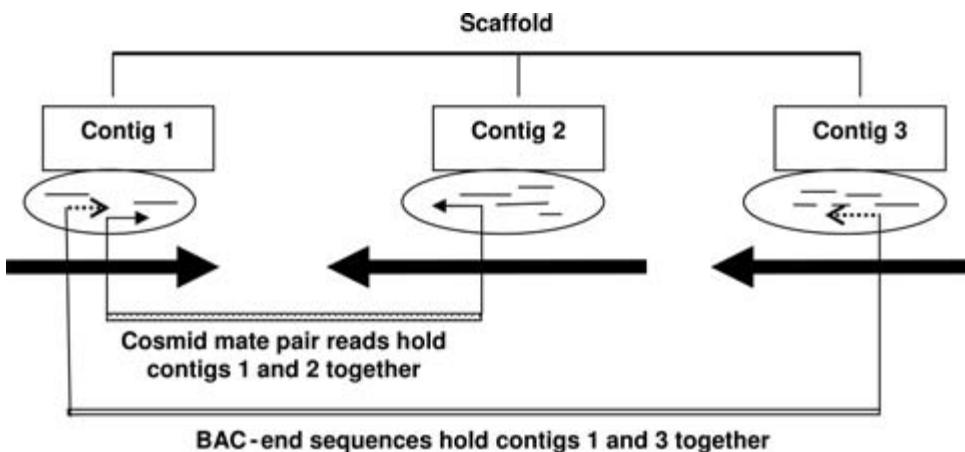 Scaffold
Contig 1
Contig 2
Contig 3
Cosmid mate pair reads hold
contigs 1 and 2 together
BAC-end sequences hold contigs 1 and 3 together